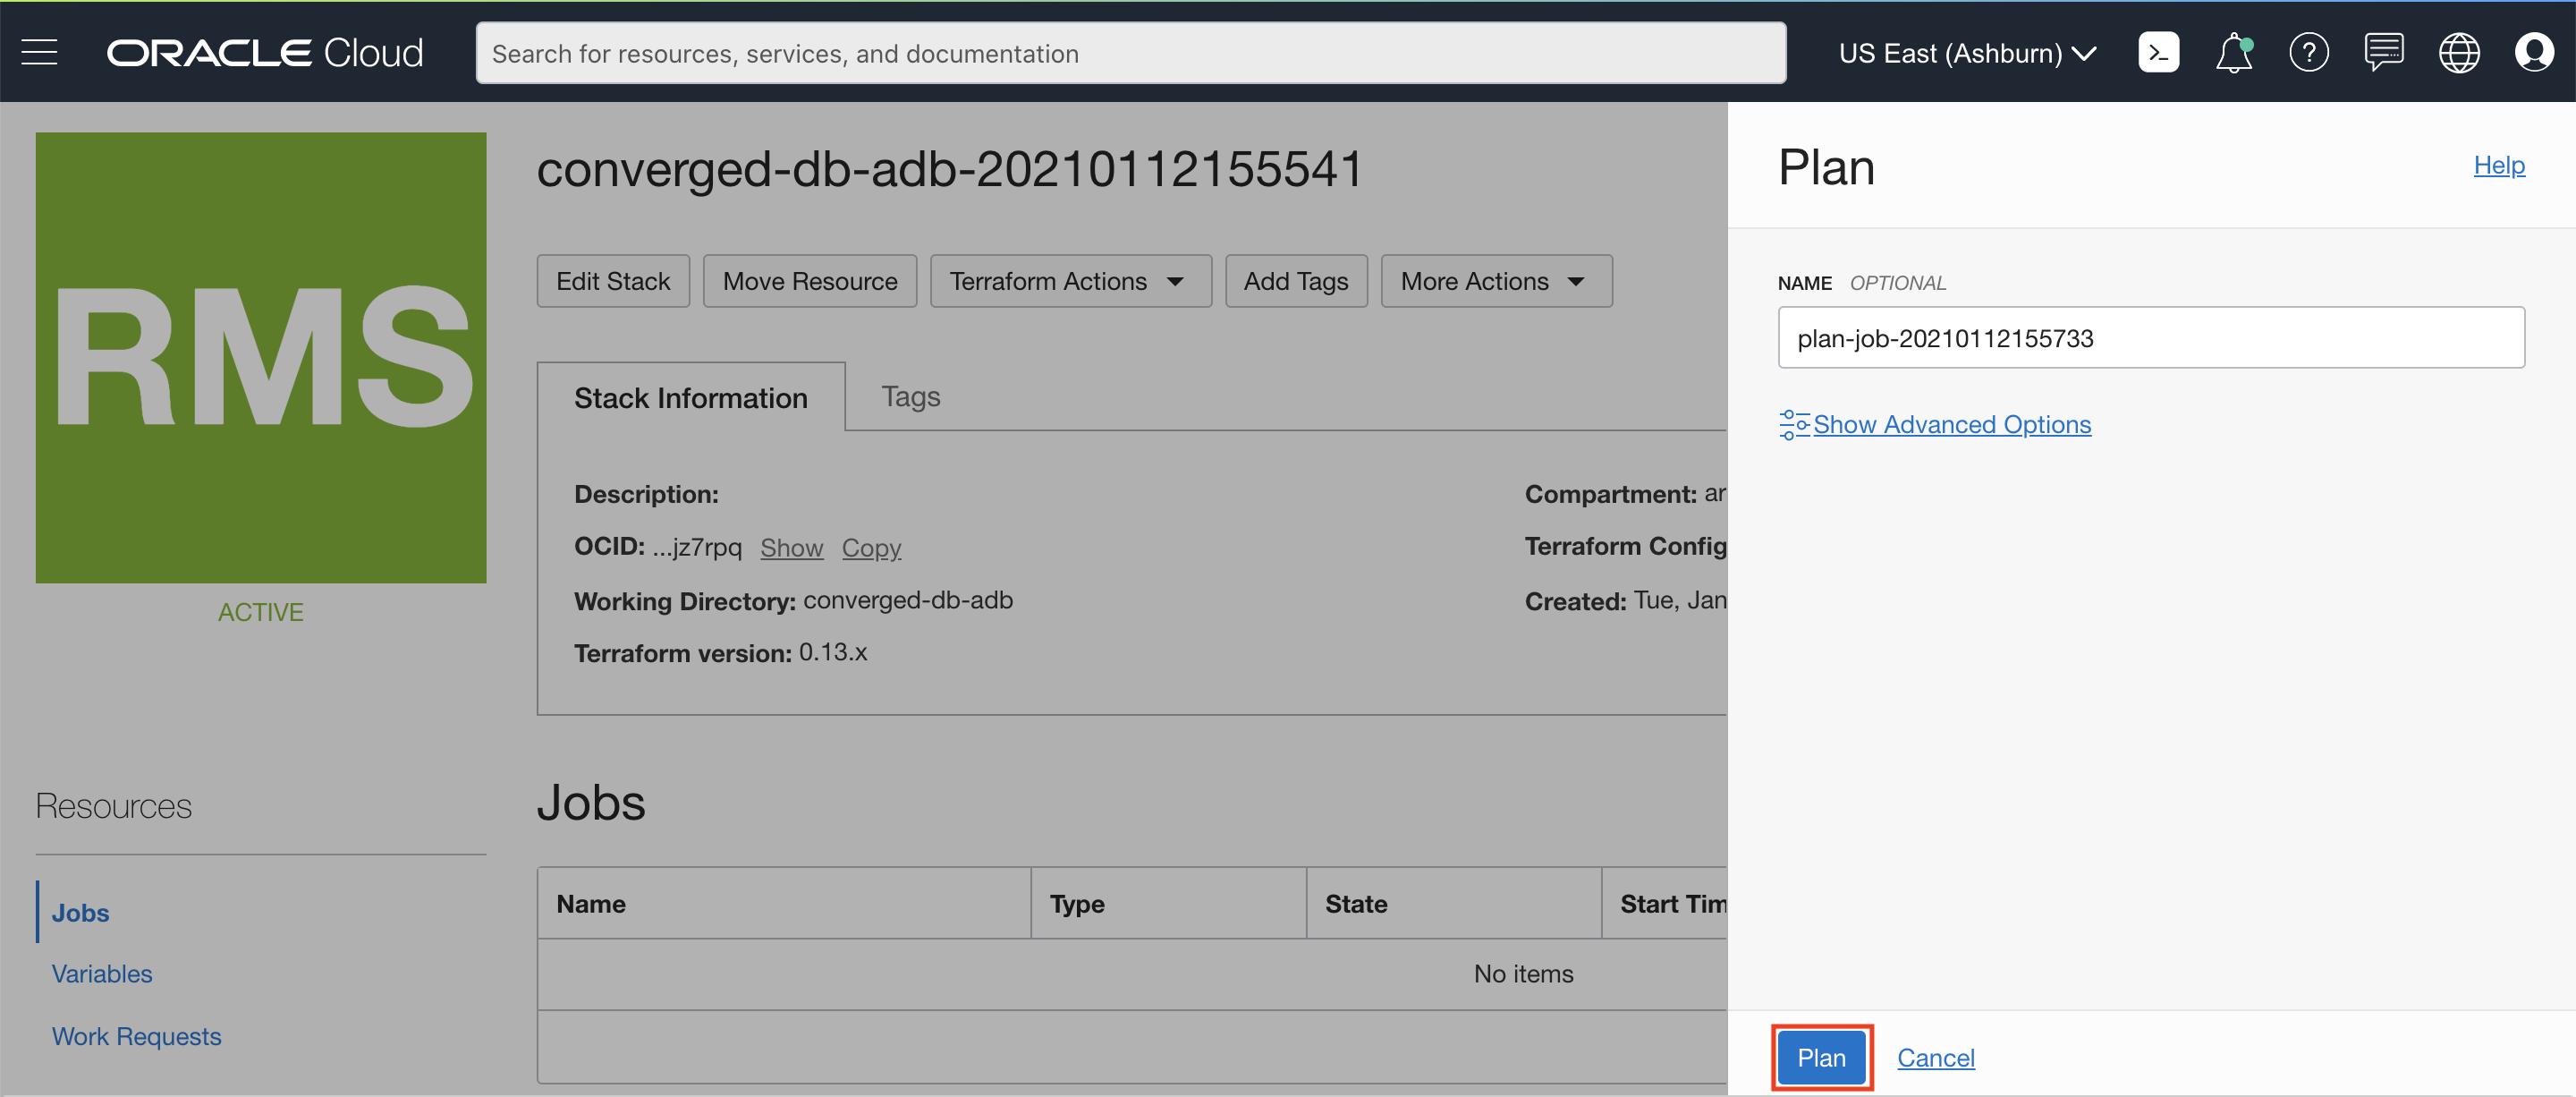 ORACLE Cloud
Search for resources, services, and documentation
US East (Ashburn)
RMS
ACTIVE
converged-db-adb-20210112155541
Edit Stack
Move Resource
Terraform Actions
Add Tags
More Actions
Stack Information
Tags
Description:
OCID: ...jz7rpq Show Copy
Working Directory: converged-db-adb
Terraform version: 0.13.x
Compartment: ar
Terraform Config
Created: Tue, Jan
Resources
Jobs
Variables
Work Requests
Jobs
Name
Type
State
Start Tim
No items
Plan
Help
NAME OPTIONAL
plan-job-20210112155733
Show Advanced Options
Plan
Cancel